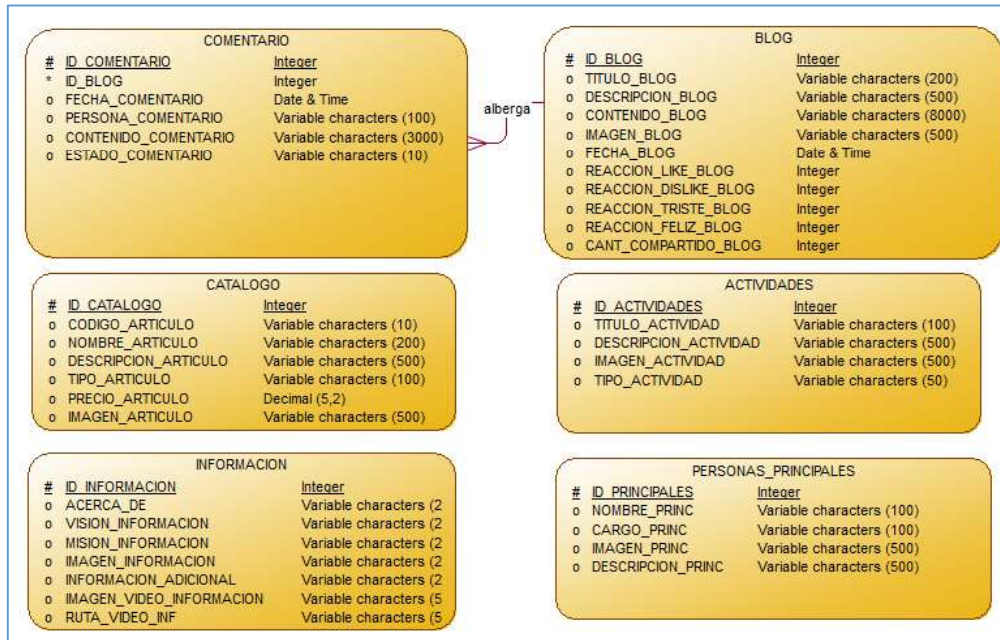 COMENTARIO
# ID_COMENTARIO Integer
* ID_BLOG Integer
o FECHA_COMENTARIO Date & Time
o PERSONA_COMENTARIO Variable characters (100)
o CONTENIDO_COMENTARIO Variable characters (3000)
o ESTADO_COMENTARIO Variable characters (10)
alberga
BLOG
# ID_BLOG Integer
o TITULO_BLOG Variable characters (200)
o DESCRIPCION_BLOG Variable characters (500)
o CONTENIDO_BLOG Variable characters (8000)
o IMAGEN_BLOG Variable characters (500)
o FECHA_BLOG Date & Time
o REACCION_LIKE_BLOG Integer
o REACCION_DISLIKE_BLOG Integer
o REACCION_TRISTE_BLOG Integer
o REACCION_FELIZ_BLOG Integer
o CANT_COMPARTIDO_BLOG Integer
CATALOGO
# ID_CATALOGO Integer
o CODIGO_ARTICULO Variable characters (10)
o NOMBRE_ARTICULO Variable characters (200)
o DESCRIPCION_ARTICULO Variable characters (500)
o TIPO_ARTICULO Variable characters (100)
o PRECIO_ARTICULO Decimal (5,2)
o IMAGEN_ARTICULO Variable characters (500)
ACTIVIDADES
# ID_ACTIVIDADES Integer
o TITULO_ACTIVIDAD Variable characters (100)
o DESCRIPCION_ACTIVIDAD Variable characters (500)
o IMAGEN_ACTIVIDAD Variable characters (500)
o TIPO_ACTIVIDAD Variable characters (50)
INFORMACION
# ID_INFORMACION Integer
o ACERCA_DE Variable characters (2
o VISION_INFORMACION Variable characters (2
o MISION_INFORMACION Variable characters (2
o IMAGEN_INFORMACION Variable characters (2
o INFORMACION_ADICIONAL Variable characters (2
o IMAGEN_VIDEO_INFORMACION Variable characters (5
o RUTA_VIDEO_INF Variable characters (5
PERSONAS_PRINCIPALES
# ID_PRINCIPALES Integer
o NOMBRE_PRINC Variable characters (100)
o CARGO_PRINC Variable characters (100)
o IMAGEN_PRINC Variable characters (500)
o DESCRIPCION_PRINC Variable characters (500)